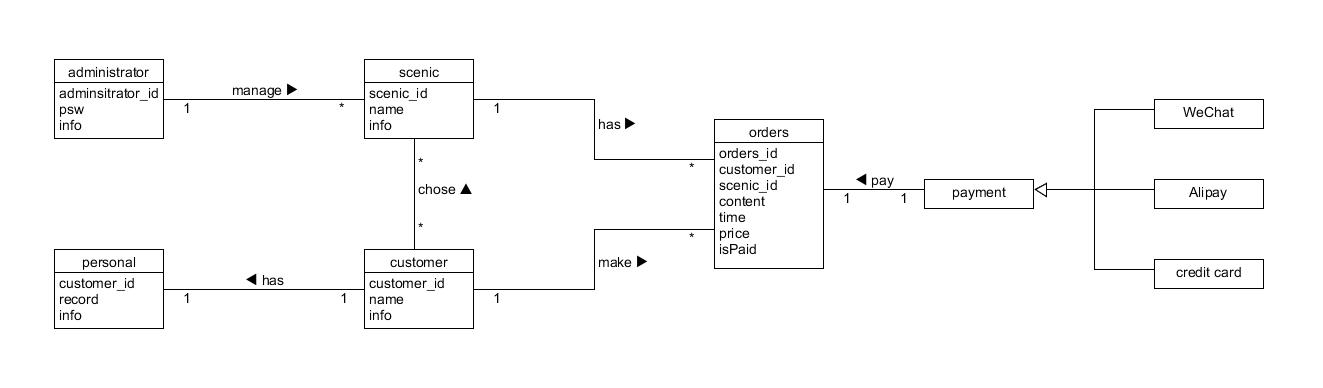 administrator
adminsitrator_id
psw
info
manage ▶
1
*
scenic
scenic_id
name
info
1
has ▶
*
*
chose ▲
*
orders
orders_id
customer_id
scenic_id
content
time
price
isPaid
◀ pay
1
1
payment
WeChat
Alipay
credit card
personal
customer_id
record
info
◀ has
1
1
customer
customer_id
name
info
1
make ▶
*